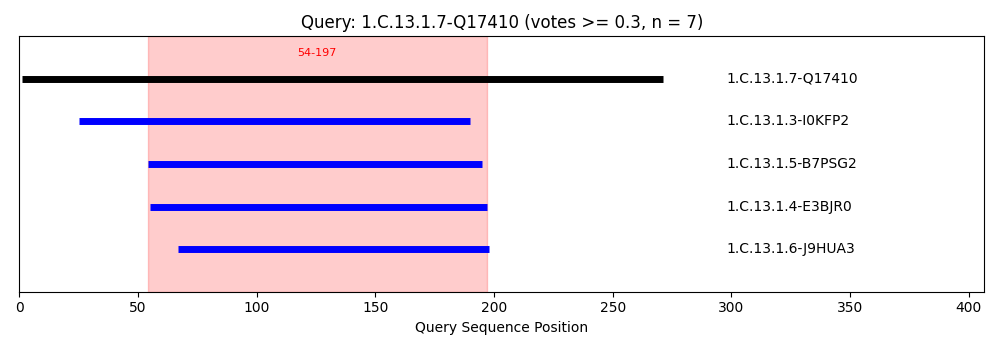 Query: 1.C.13.1.7-Q17410 (votes >= 0.3, n = 7)
54-197
1.C.13.1.7-Q17410
1.C.13.1.3-I0KFP2
1.C.13.1.5-B7PSG2
1.C.13.1.4-E3BJR0
1.C.13.1.6-J9HUA3
0 50 100 150 200 250 300 350 400
Query Sequence Position